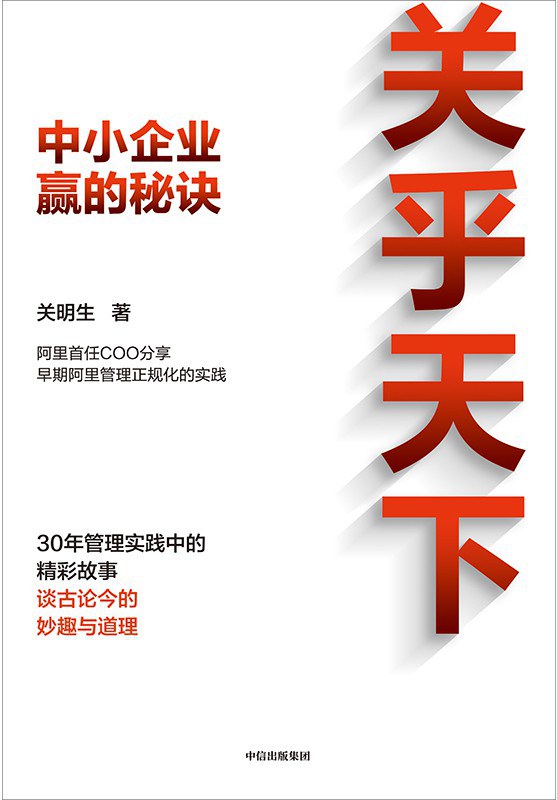 关乎天下
中小企业
赢的秘诀
关明生 著
阿里首任COO分享
早期阿里管理正规化的实践
30年管理实践中的
精彩故事
谈古论今的
妙趣与道理
中信出版集团